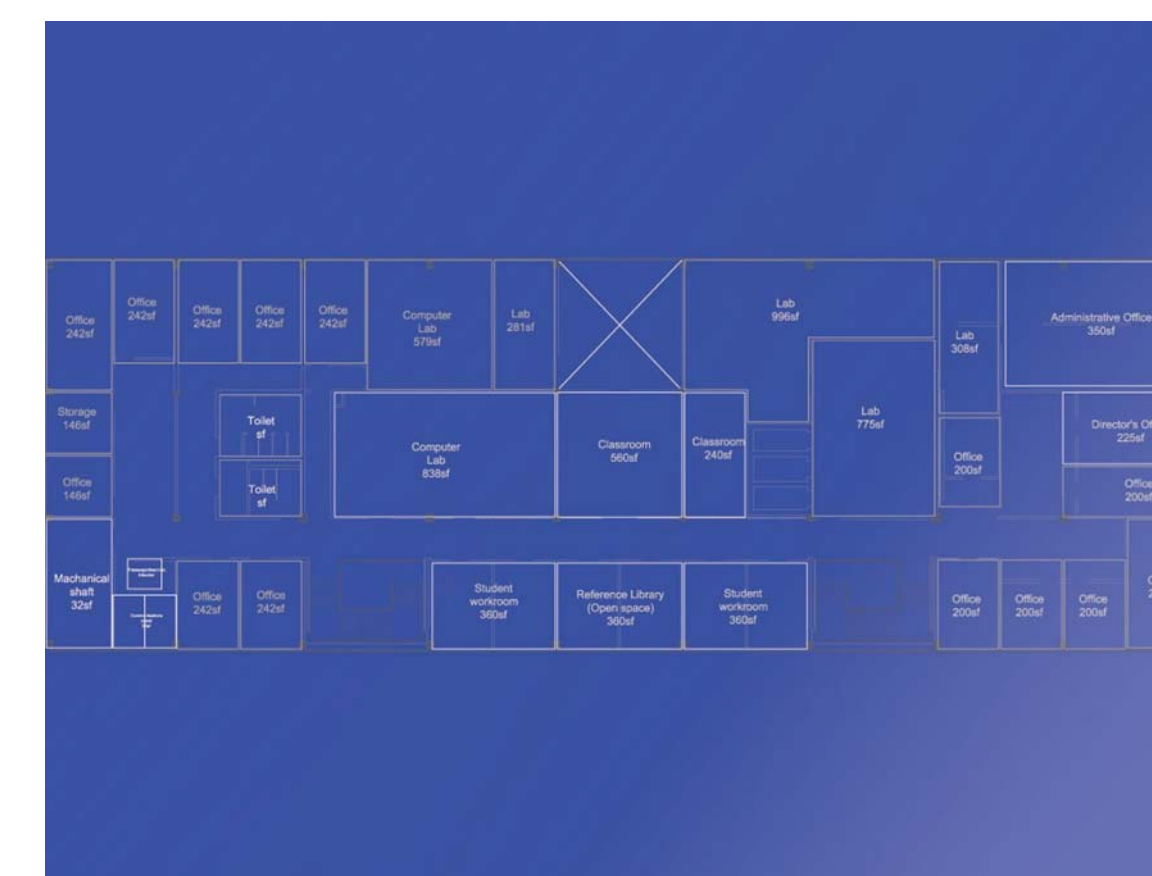 Office
242sf
Office
242sf
Office
242sf
Office
242sf
Office
242sf
Computer
Lab
579sf
Lab
281sf
Lab
996sf
Lab
308sf
Administrative Office
350sf
Storage
146sf
Toilet
sf
Computer
Lab
838sf
Classroom
560sf
Classroom
240sf
Lab
775sf
Office
200sf
Director's
225sf
Office
146sf
Toilet
sf
Office
Machanical
shaft
32sf
Office
242sf
Office
242sf
Student
workroom
360sf
Reference Library
(Open space)
360sf
Student
workroom
360sf
Office
200sf
Office
200sf
Office
200sf